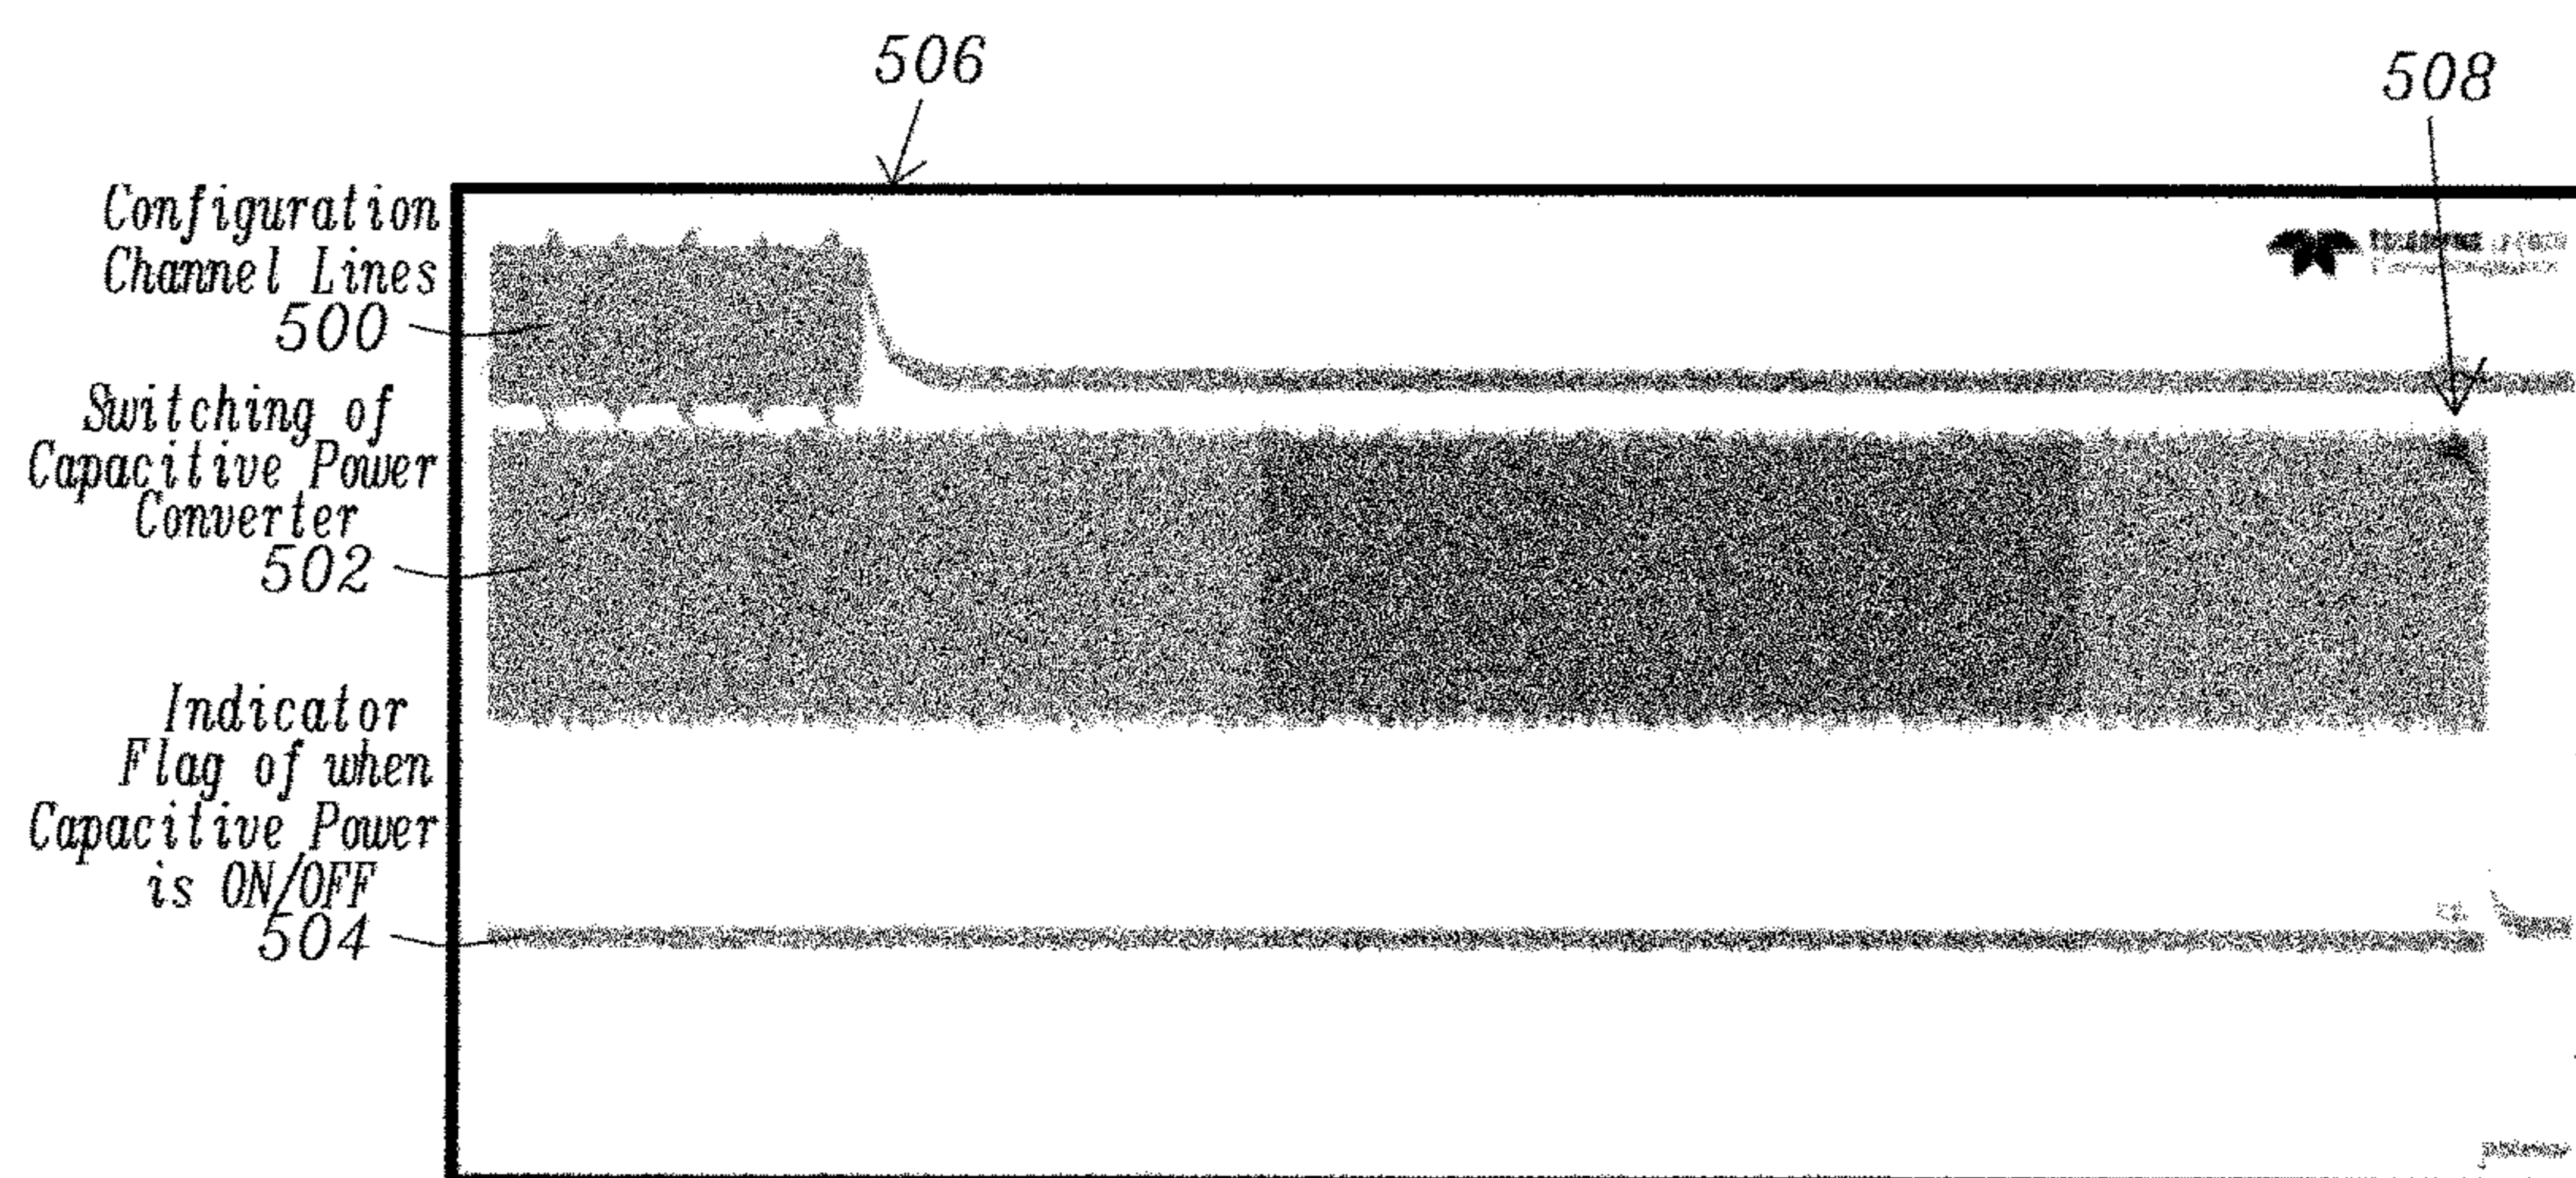 506
508
Configuration
Channel Lines
500
Switching of
Capacitive Power
Converter
502
Indicator
Flag of when
Capacitive Power
is ON/OFF
504